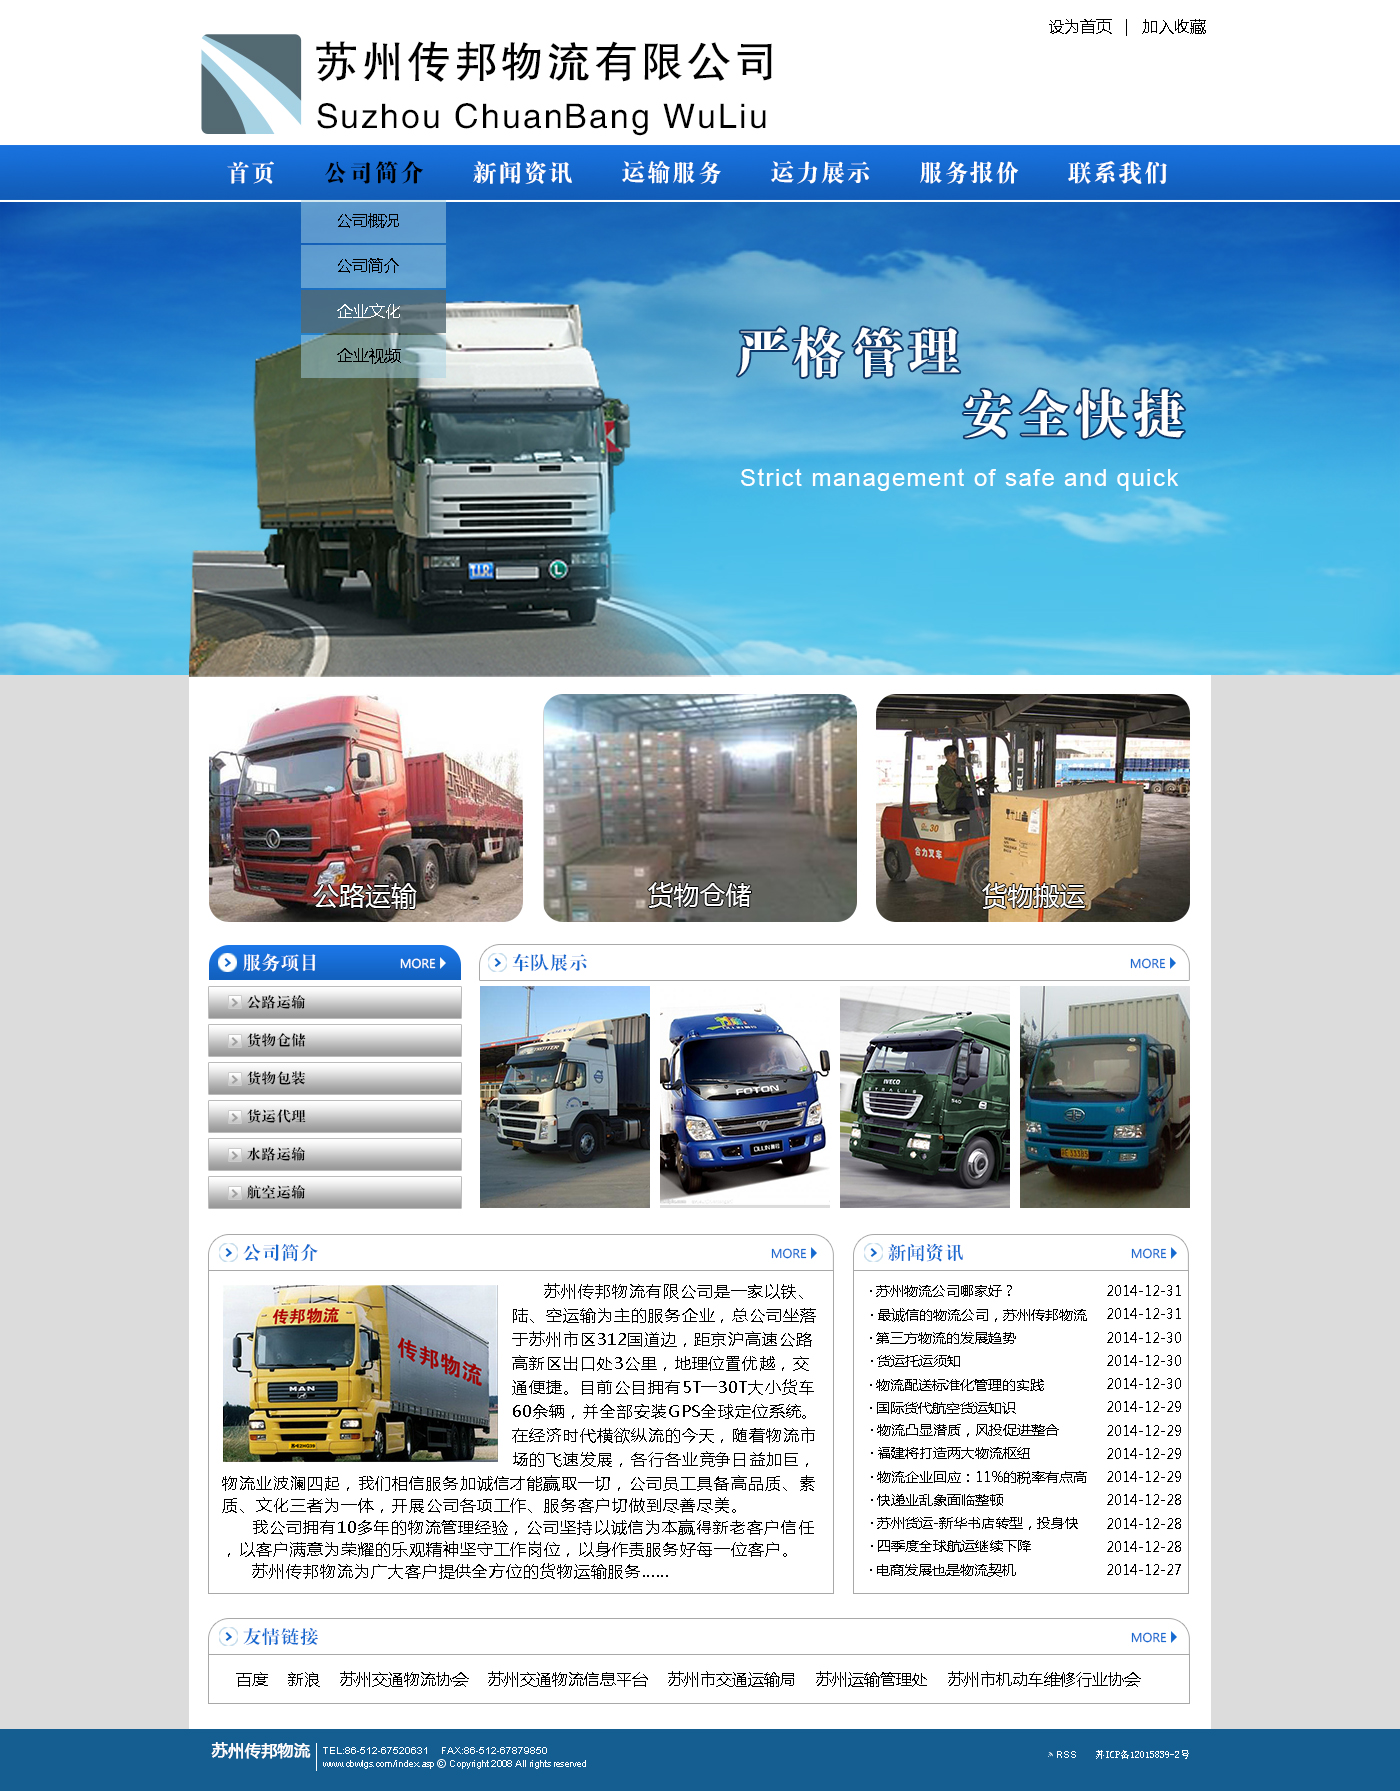 设为首页 | 加入收藏
苏州传邦物流有限公司
Suzhou ChuanBang WuLiu
首页 公司简介 新闻资讯 运输服务 运力展示 服务报价 联系我们
公司概况
公司简介
企业文化
企业视频
严格管理
安全快捷
Strict management of safe and quick
公路运输
货物仓储
30
合力叉车
货物搬运
服务项目 MORE
车队展示 MORE
公路运输
货物仓储
货物包装
货运代理
水路运输
航空运输
FOTON
IVECO
公司简介 MORE
新闻资讯 MORE
传邦物流
传邦物流
MAN
苏州传邦物流有限公司是一家以铁、
陆、空运输为主的服务企业，总公司坐落
于苏州市区312国道边，距京沪高速公路
高新区出口处3公里，地理位置优越，交
通便捷。目前公目拥有5T—30T大小货车
60余辆，并全部安装GPS全球定位系统。
在经济时代横欲纵流的今天，随着物流市
场的飞速发展，各行各业竞争日益加巨，
物流业波澜四起，我们相信服务加诚信才能赢取一切，公司员工具备高品质、素
质、文化三者为一体，开展公司各项工作、服务客户切做到尽善尽美。
我公司拥有10多年的物流管理经验，公司坚持以诚信为本赢得新老客户信任
，以客户满意为荣耀的乐观精神坚守工作岗位，以身作责服务好每一位客户。
苏州传邦物流为广大客户提供全方位的货物运输服务......
·苏州物流公司哪家好？ 2014-12-31
·最诚信的物流公司，苏州传邦物流 2014-12-31
·第三方物流的发展趋势 2014-12-30
·货运托运须知 2014-12-30
·物流配送标准化管理的实践 2014-12-30
·国际货代航空货运知识 2014-12-29
·物流凸显潜质，风投促进整合 2014-12-29
·福建将打造两大物流枢纽 2014-12-29
·物流企业回应：11%的税率有点高 2014-12-29
·快递业乱象面临整顿 2014-12-28
·苏州货运-新华书店转型，投身快 2014-12-28
·四季度全球航运继续下降 2014-12-28
·电商发展也是物流契机 2014-12-27
友情链接 MORE
百度 新浪 苏州交通物流协会 苏州交通物流信息平台 苏州市交通运输局 苏州运输管理处 苏州市机动车维修行业协会
苏州传邦物流
TEL:86-512-67520631 FAX:86-512-67879850
www.cbwlgs.com/index.asp © Copyright 2008 All rights reserved
» RSS 苏ICP备12015839-2号